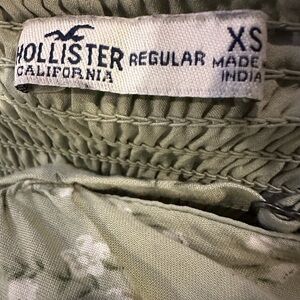 HOLLISTER
CALIFORNIA
REGULAR
XS
MADE
INDIA